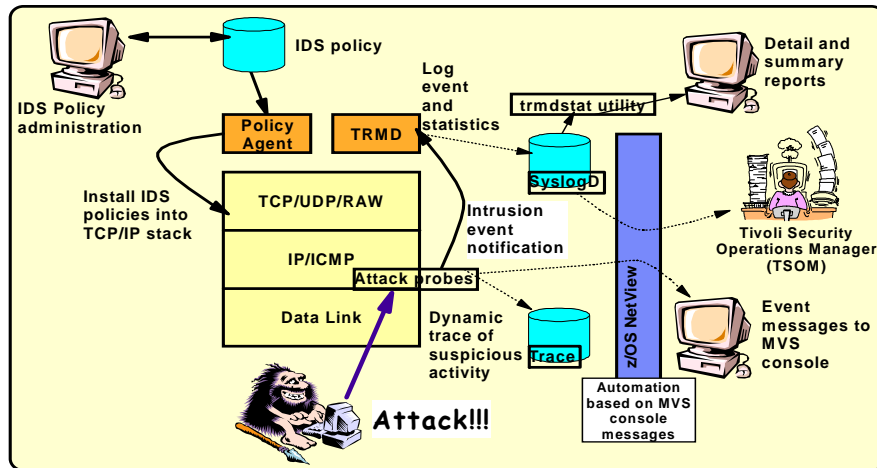 IDS policy
IDS Policy
administration
Policy
Agent
TRMD
Log
event
and
statistics
trmdstat utility
Detail and
summary
reports
SyslogD
Install IDS
policies into
TCP/IP stack
TCP/UDP/RAW
IP/ICMP
Data Link
Attack probes
Intrusion
event
notification
Tivoli Security
Operations Manager
(TSOM)
z/OS NetView
Dynamic
trace of
suspicious
activity
Trace
Event
messages to
MVS
console
Automation
based on MVS
console
messages
Attack!!!